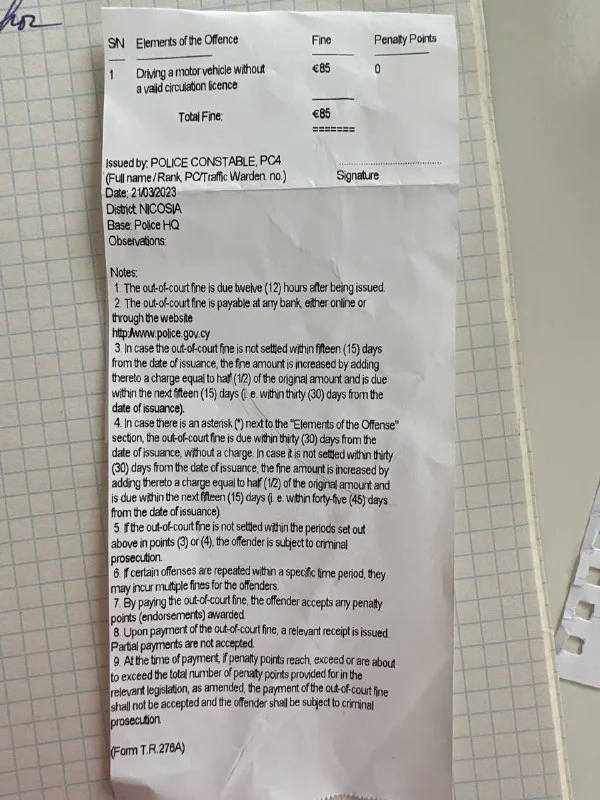 S/N Elements of the Offence Fine Penalty Points
1 Driving a motor vehicle without €85 0
a valid circulation licence
Total Fine: €85
=======
Issued by: POLICE CONSTABLE, PC4
(Full name / Rank, PC/Traffic Warden. no.) Signature
Date: 21/03/2023
District: NICOSIA
Base: Police HQ
Observations:
Notes:
1. The out-of-court fine is due twelve (12) hours after being issued.
2. The out-of-court fine is payable at any bank, either online or
through the website
http://www.police.gov.cy
3. In case the out-of-court fine is not settled within fifteen (15) days
from the date of issuance, the fine amount is increased by adding
thereto a charge equal to half (1/2) of the original amount and is due
within the next fifteen (15) days (i. e. within thirty (30) days from the
date of issuance).
4. In case there is an asterisk (*) next to the "Elements of the Offense"
section, the out-of-court fine is due within thirty (30) days from the
date of issuance, without a charge. In case it is not settled within thirty
(30) days from the date of issuance, the fine amount is increased by
adding thereto a charge equal to half (1/2) of the original amount and
is due within the next fifteen (15) days (i. e. within forty-five (45) days
from the date of issuance)
5. If the out-of-court fine is not settled within the periods set out
above in points (3) or (4), the offender is subject to criminal
prosecution.
6. If certain offenses are repeated within a specific time period, they
may incur multiple fines for the offenders.
7. By paying the out-of-court fine, the offender accepts any penalty
points (endorsements) awarded.
8. Upon payment of the out-of-court fine, a relevant receipt is issued.
Partial payments are not accepted.
9. At the time of payment, if penalty points reach, exceed or are about
to exceed the total number of penalty points provided for in the
relevant legislation, as amended, the payment of the out-of-court fine
shall not be accepted and the offender shall be subject to criminal
prosecution.
(Form T.R.276A)